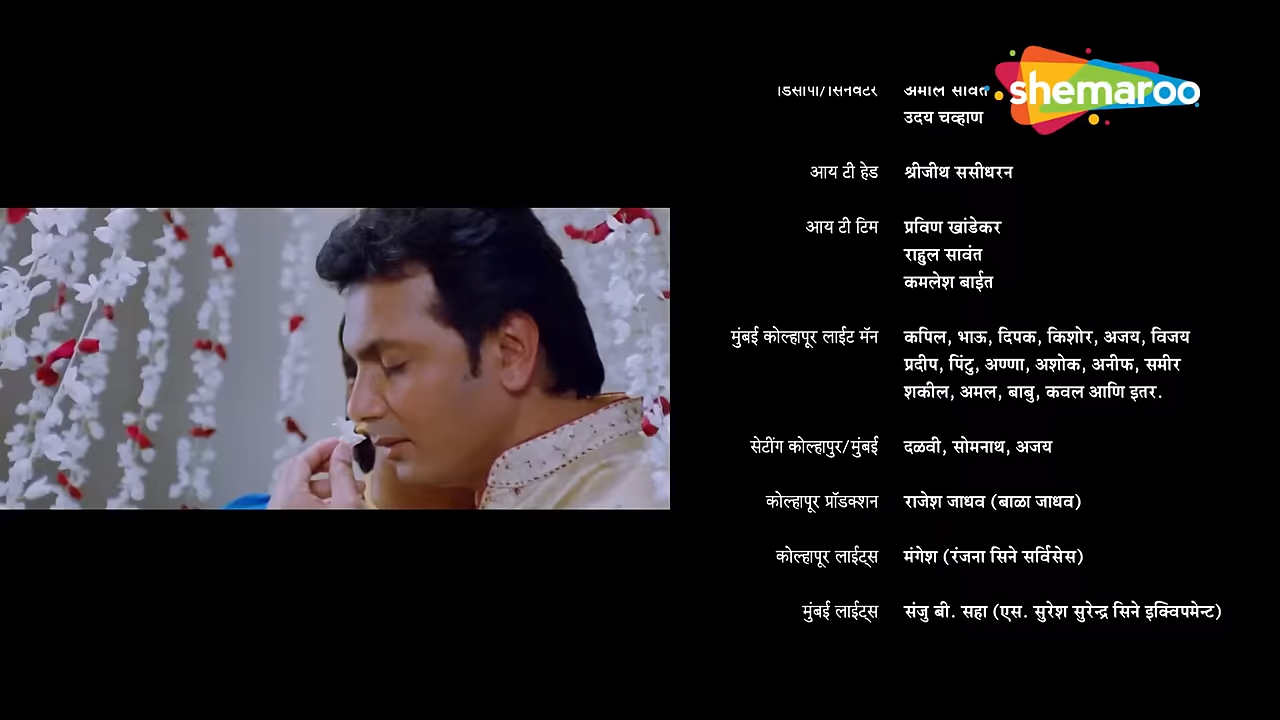 shemaroo
डिसीपी/सिनेक्टर अमोल सावंत
उदय चव्हाण
आय टी हेड श्रीजीथ ससीधरन
आय टी टिम प्रविण खांडेकर
राहुल सावंत
कमलेश बाईत
मुंबई कोल्हापूर लाईट मॅन कपिल, भाऊ, दिपक, किशोर, अजय, विजय
प्रदीप, पिंटु, अण्णा, अशोक, अनीफ, समीर
शकील, अमल, बाबु, कवल आणि इतर.
सेटींग कोल्हापुर/मुंबई दळवी, सोमनाथ, अजय
कोल्हापूर प्रॉडक्शन राजेश जाधव (बाळा जाधव)
कोल्हापूर लाईट्स मंगेश (रंजना सिने सर्विसेस)
मुंबई लाईट्स संजु बी. सहा (एस. सुरेश सुरेन्द्र सिने इक्विपमेन्ट)